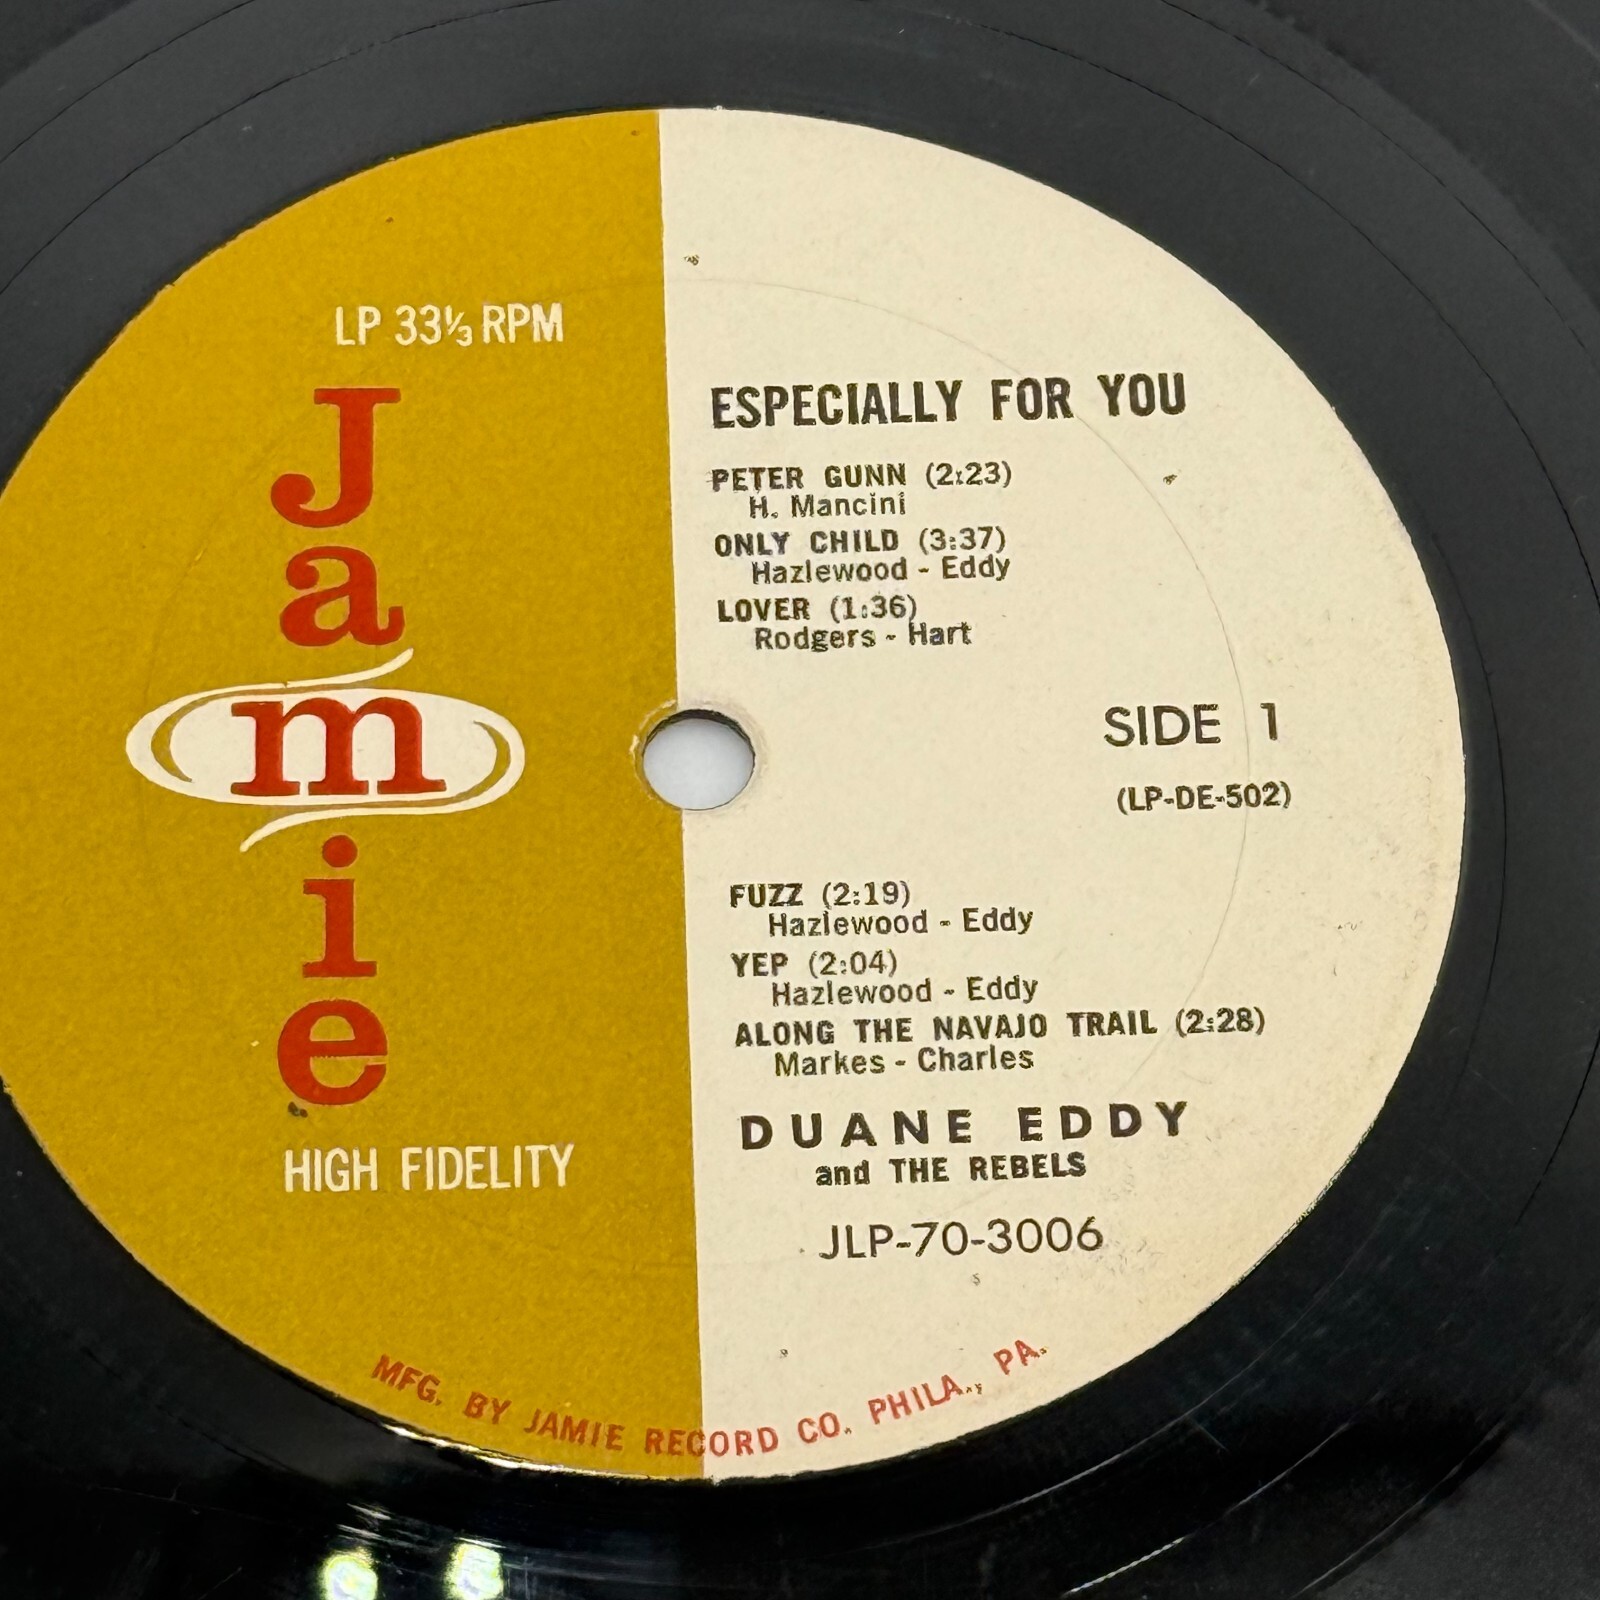 LP 33⅓ RPM
Jamie
HIGH FIDELITY
ESPECIALLY FOR YOU
PETER GUNN (2:23)
H. Mancini
ONLY CHILD (3:37)
Hazlewood - Eddy
LOVER (1:36)
Rodgers - Hart
SIDE 1
(LP-DE-502)
FUZZ (2:19)
Hazlewood - Eddy
YEP (2:04)
Hazlewood - Eddy
ALONG THE NAVAJO TRAIL (2:28)
Markes - Charles
DUANE EDDY
and THE REBELS
JLP-70-3006
MFG. BY JAMIE RECORD CO. PHILA., PA.